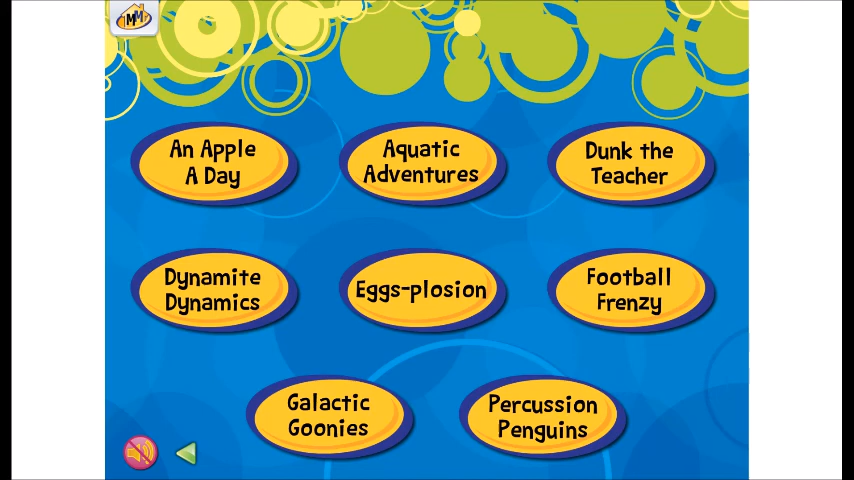 MM
An Apple
A Day
Aquatic
Adventures
Dunk the
Teacher
Dynamite
Dynamics
Eggs-plosion
Football
Frenzy
Galactic
Goonies
Percussion
Penguins